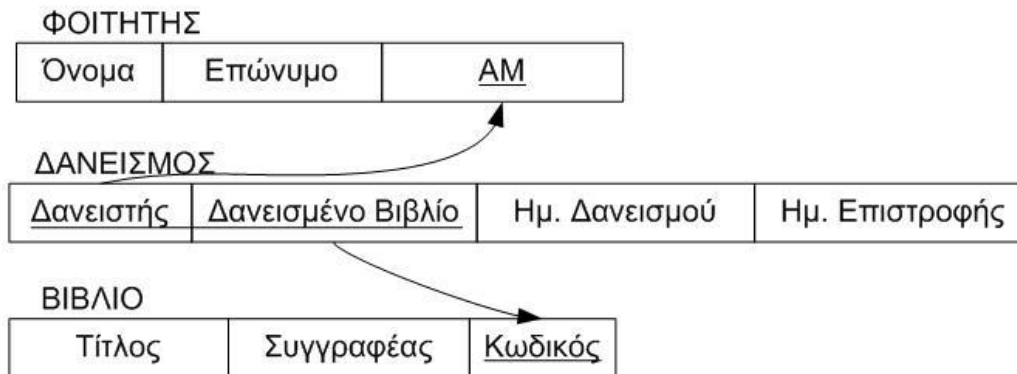 ΦΟΙΤΗΤΗΣ
Όνομα Επώνυμο ΑΜ
ΔΑΝΕΙΣΜΟΣ
Δανειστής Δανεισμένο Βιβλίο Ημ. Δανεισμού Ημ. Επιστροφής
ΒΙΒΛΙΟ
Τίτλος Συγγραφέας Κωδικός